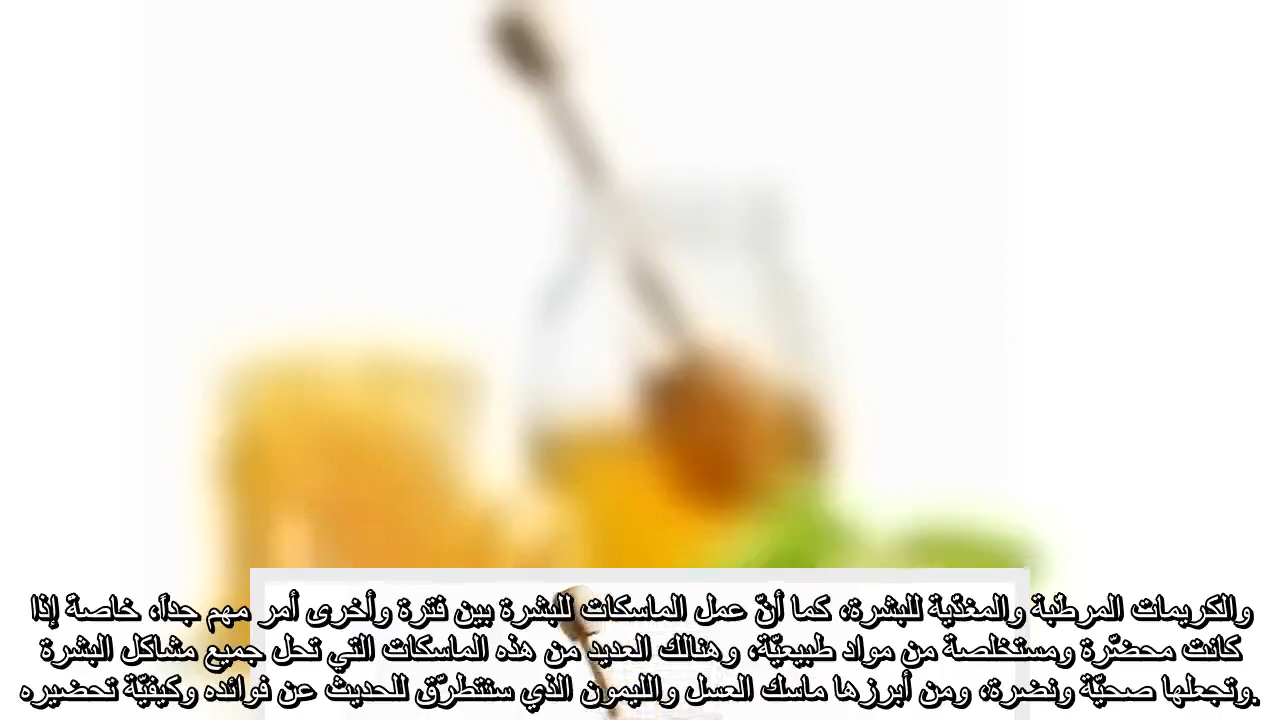 والكريمات المرطّبة والمغذّية للبشرة، كما أنّ عمل الماسكات للبشرة بين فترة وأخرى أمر مهم جداً، خاصة إذا
كانت محضّرة ومستخلصة من مواد طبيعيّة، وهنالك العديد من هذه الماسكات التي تحل جميع مشاكل البشرة
وتجعلها صحيّة ونضرة، ومن أبرزها ماسك العسل والليمون الذي سنتطرّق للحديث عن فوائده وكيفيّة تحضيره.